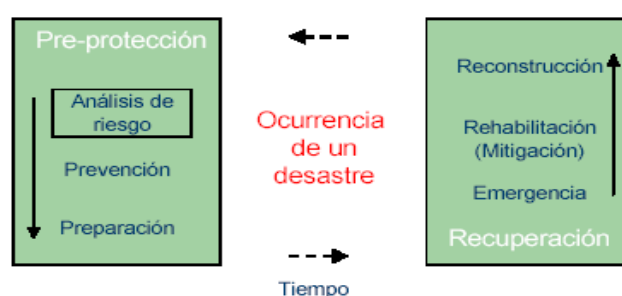 Pre-protección
Análisis de
riesgo
Prevención
Preparación
Ocurrencia
de un
desastre
Tiempo
Reconstrucción
Rehabilitación
(Mitigación)
Emergencia
Recuperación